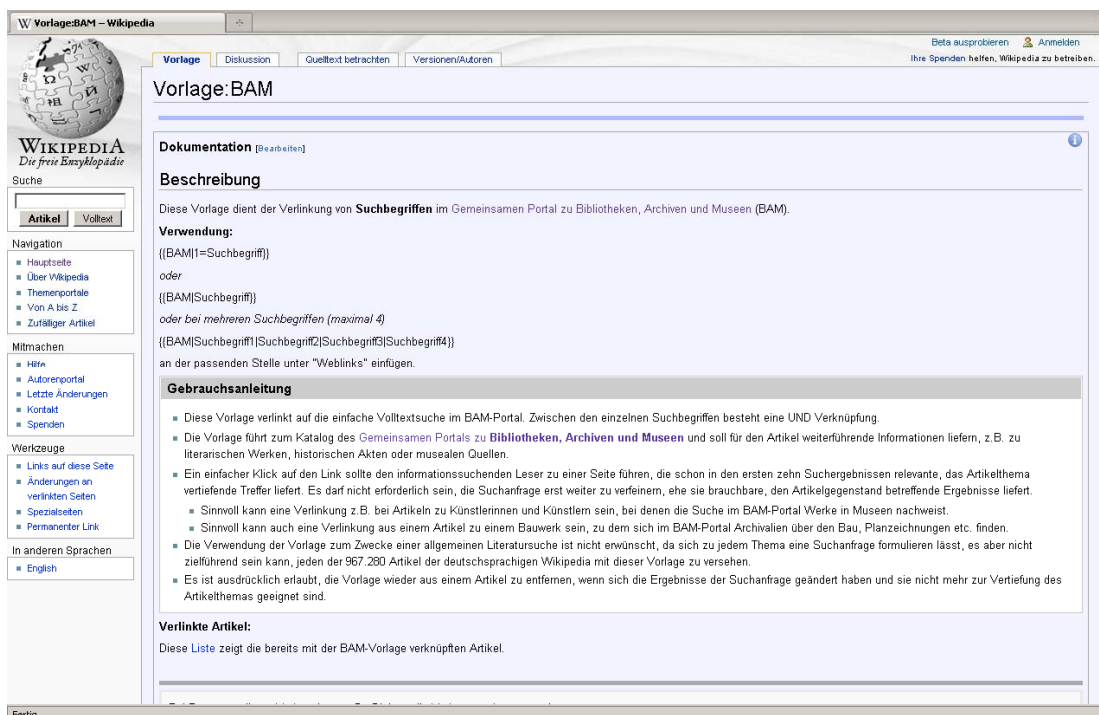 Vorlage:BAM – Wikipedia
Beta ausprobieren Anmelden
Vorlage Diskussion Quelltext betrachten Versionen/Autoren
Ihre Spenden helfen, Wikipedia zu betreiben.
Vorlage:BAM
WIKIPEDIA
Die freie Enzyklopädie
Suche
Artikel Volltext
Navigation
Hauptseite
Über Wikipedia
Themenportale
Von A bis Z
Zufälliger Artikel
Mitmachen
Hilfe
Autorenportal
Letzte Änderungen
Kontakt
Spenden
Werkzeuge
Links auf diese Seite
Änderungen an
verlinkten Seiten
Spezialseiten
Permanenter Link
In anderen Sprachen
English
Dokumentation [Bearbeiten]
Beschreibung
Diese Vorlage dient der Verlinkung von Suchbegriffen im Gemeinsamen Portal zu Bibliotheken, Archiven und Museen (BAM).
Verwendung:
{{BAM|1=Suchbegriff}}
oder
{{BAM|Suchbegriff}}
oder bei mehreren Suchbegriffen (maximal 4)
{{BAM|Suchbegriff1|Suchbegriff2|Suchbegriff3|Suchbegriff4}}
an der passenden Stelle unter "Weblinks" einfügen.
Gebrauchsanleitung
Diese Vorlage verlinkt auf die einfache Volltextsuche im BAM-Portal. Zwischen den einzelnen Suchbegriffen besteht eine UND Verknüpfung.
Die Vorlage führt zum Katalog des Gemeinsamen Portals zu Bibliotheken, Archiven und Museen und soll für den Artikel weiterführende Informationen liefern, z.B. zu
literarischen Werken, historischen Akten oder musealen Quellen.
Ein einfacher Klick auf den Link sollte den informationssuchenden Leser zu einer Seite führen, die schon in den ersten zehn Suchergebnissen relevante, das Artikelthema
vertiefende Treffer liefert. Es darf nicht erforderlich sein, die Suchanfrage erst weiter zu verfeinern, ehe sie brauchbare, den Artikelgegenstand betreffende Ergebnisse liefert.
Sinnvoll kann eine Verlinkung z.B. bei Artikeln zu Künstlerinnen und Künstlern sein, bei denen die Suche im BAM-Portal Werke in Museen nachweist.
Sinnvoll kann auch eine Verlinkung aus einem Artikel zu einem Bauwerk sein, zu dem sich im BAM-Portal Archivalien über den Bau, Planzeichnungen etc. finden.
Die Verwendung der Vorlage zum Zwecke einer allgemeinen Literatursuche ist nicht erwünscht, da sich zu jedem Thema eine Suchanfrage formulieren lässt, es aber nicht
zielführend sein kann, jeden der 967.280 Artikel der deutschsprachigen Wikipedia mit dieser Vorlage zu versehen.
Es ist ausdrücklich erlaubt, die Vorlage wieder aus einem Artikel zu entfernen, wenn sich die Ergebnisse der Suchanfrage geändert haben und sie nicht mehr zur Vertiefung des
Artikelthemas geeignet sind.
Verlinkte Artikel:
Diese Liste zeigt die bereits mit der BAM-Vorlage verknüpften Artikel.
Fertig